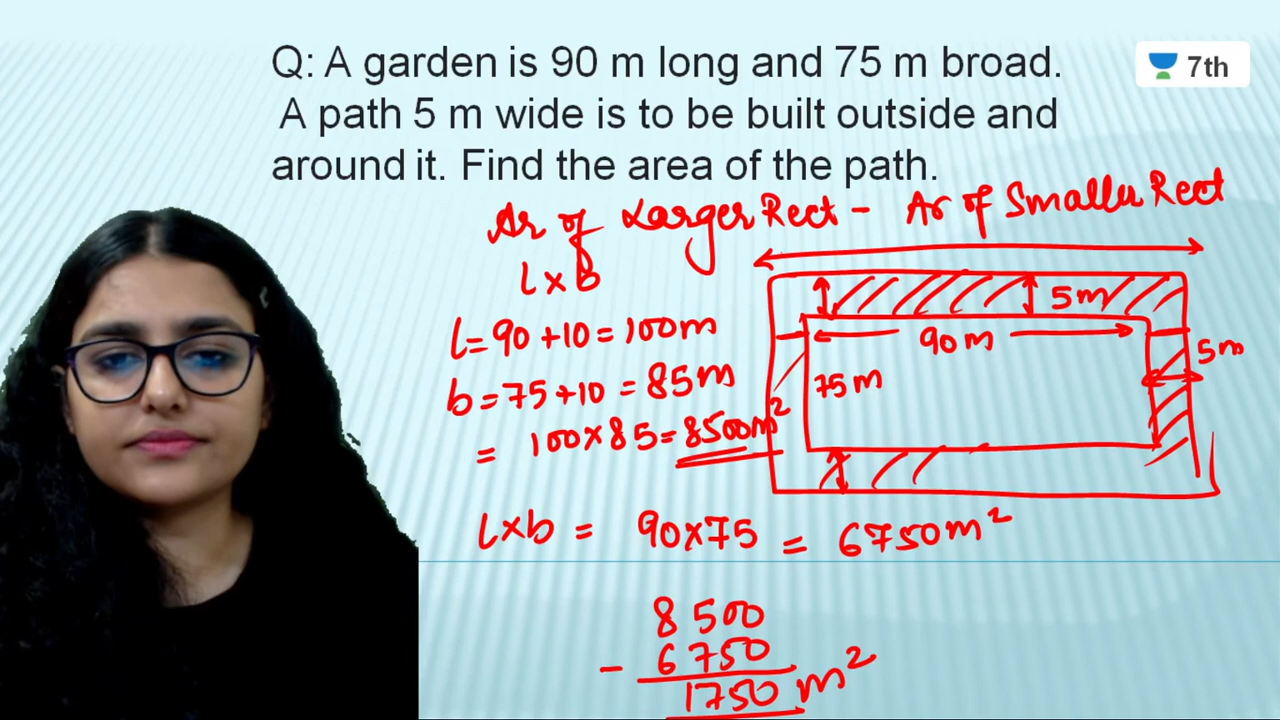 Q: A garden is 90 m long and 75 m broad.
A path 5 m wide is to be built outside and
around it. Find the area of the path.
7th
Ar of Larger Rect - Ar of Smaller Rect
l x b
l = 90 + 10 = 100m
b = 75 + 10 = 85m
= 100 x 85 = 8500m²
5m
90m
5m
75m
l x b = 90 x 75 = 6750m²
8500
- 6750
1750 m²